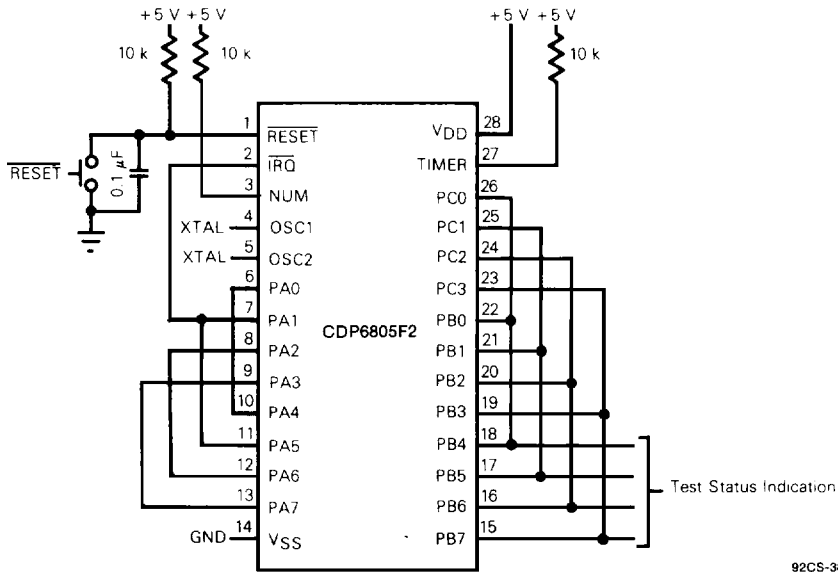 +5 V +5 V
10 k 10 k
+5 V +5 V
10 k
RESET
0.1 µF
1 RESET
2 IRQ
3 NUM
XTAL 4 OSC1
XTAL 5 OSC2
6 PA0
7 PA1
8 PA2
9 PA3
10 PA4
11 PA5
12 PA6
13 PA7
GND 14 VSS
CDP6805F2
VDD 28
TIMER 27
PC0 26
PC1 25
PC2 24
PC3 23
PB0 22
PB1 21
PB2 20
PB3 19
PB4 18
PB5 17
PB6 16
PB7 15
Test Status Indication